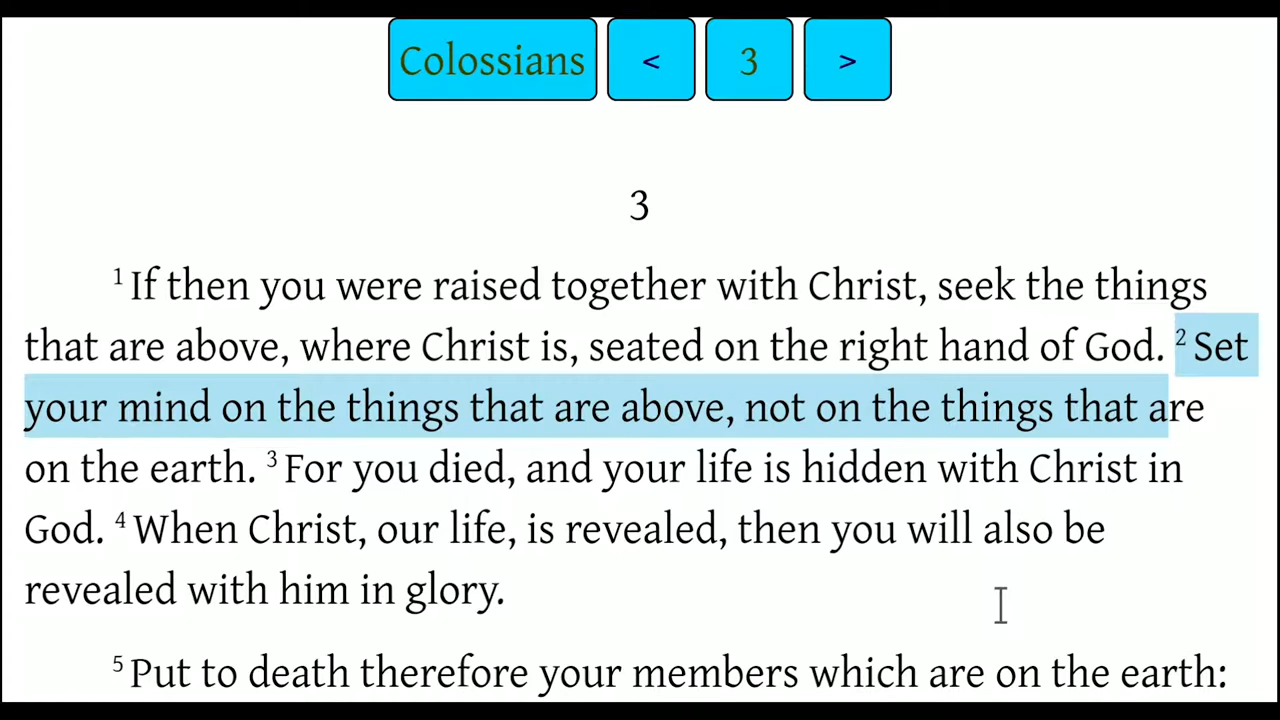 Colossians < 3 >
3
1 If then you were raised together with Christ, seek the things
that are above, where Christ is, seated on the right hand of God. 2 Set
your mind on the things that are above, not on the things that are
on the earth. 3 For you died, and your life is hidden with Christ in
God. 4 When Christ, our life, is revealed, then you will also be
revealed with him in glory.
5 Put to death therefore your members which are on the earth: